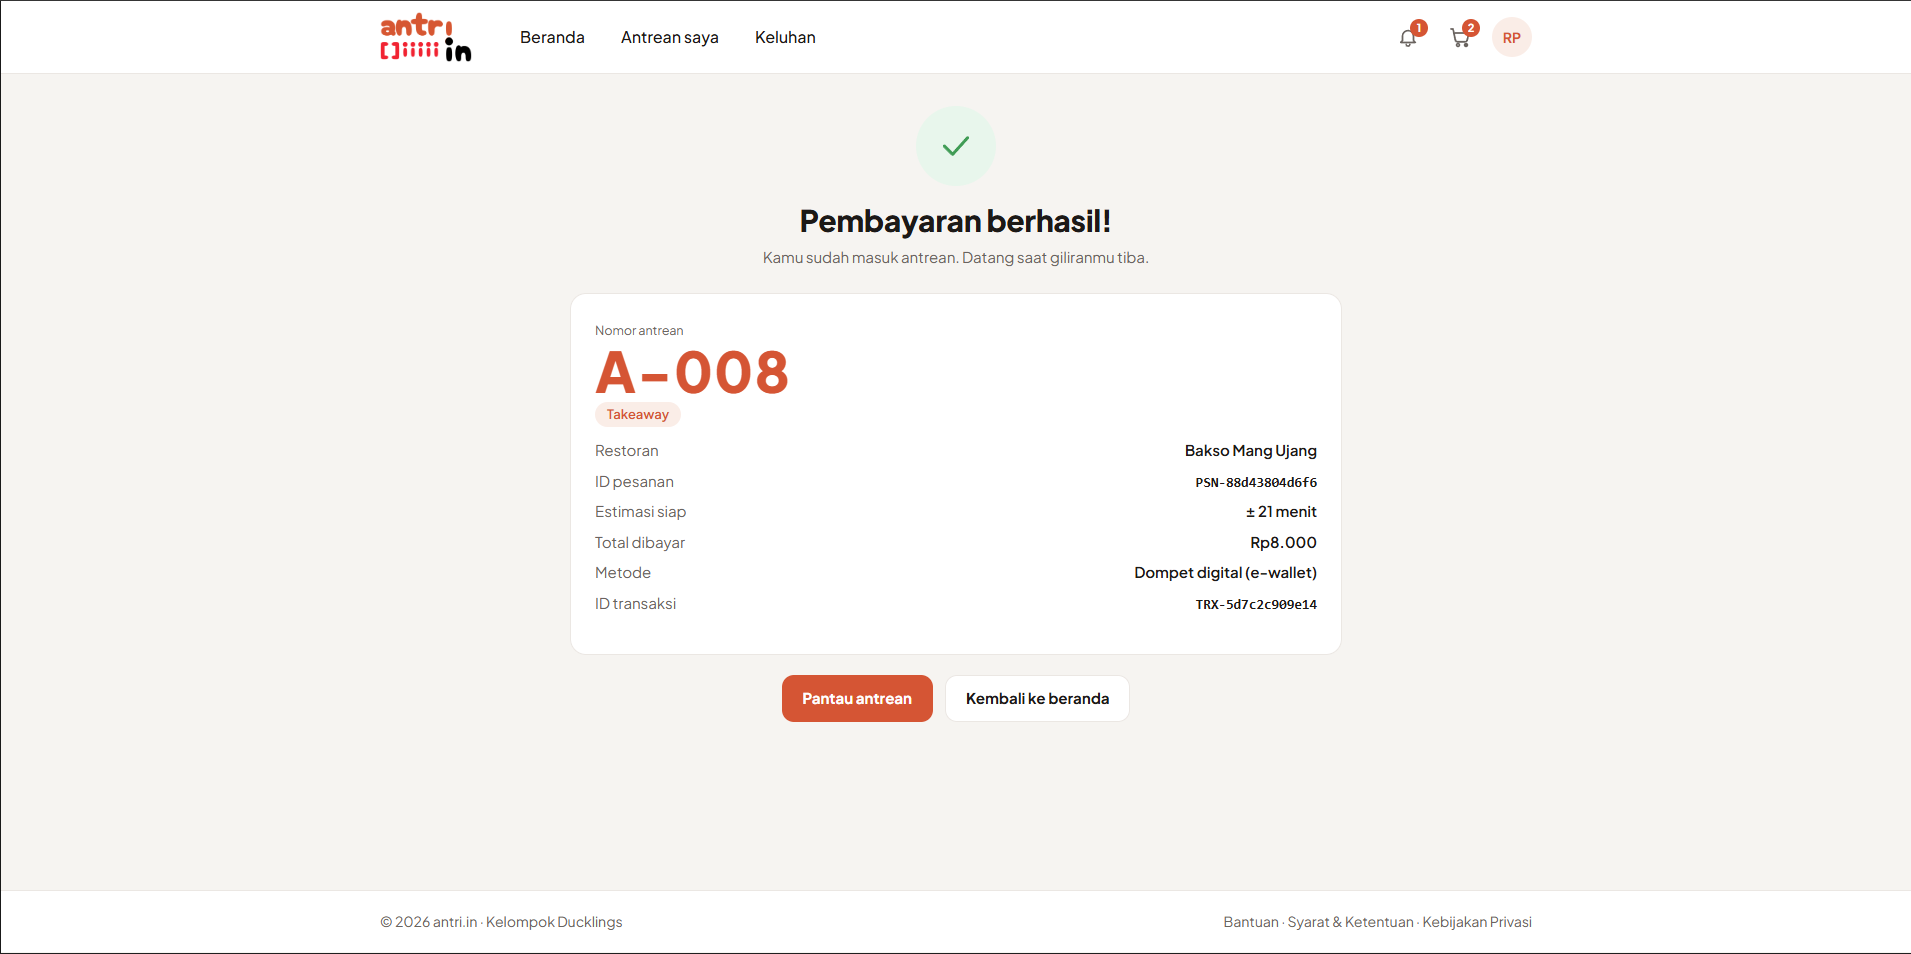 antri
in
Beranda Antrean saya Keluhan
1
2
RP
Pembayaran berhasil!
Kamu sudah masuk antrean. Datang saat giliranmu tiba.
Nomor antrean
A-008
Takeaway
Restoran Bakso Mang Ujang
ID pesanan PSN-88d43804d6f6
Estimasi siap ± 21 menit
Total dibayar Rp8.000
Metode Dompet digital (e-wallet)
ID transaksi TRX-5d7c2c909e14
Pantau antrean Kembali ke beranda
© 2026 antri.in · Kelompok Ducklings Bantuan · Syarat & Ketentuan · Kebijakan Privasi